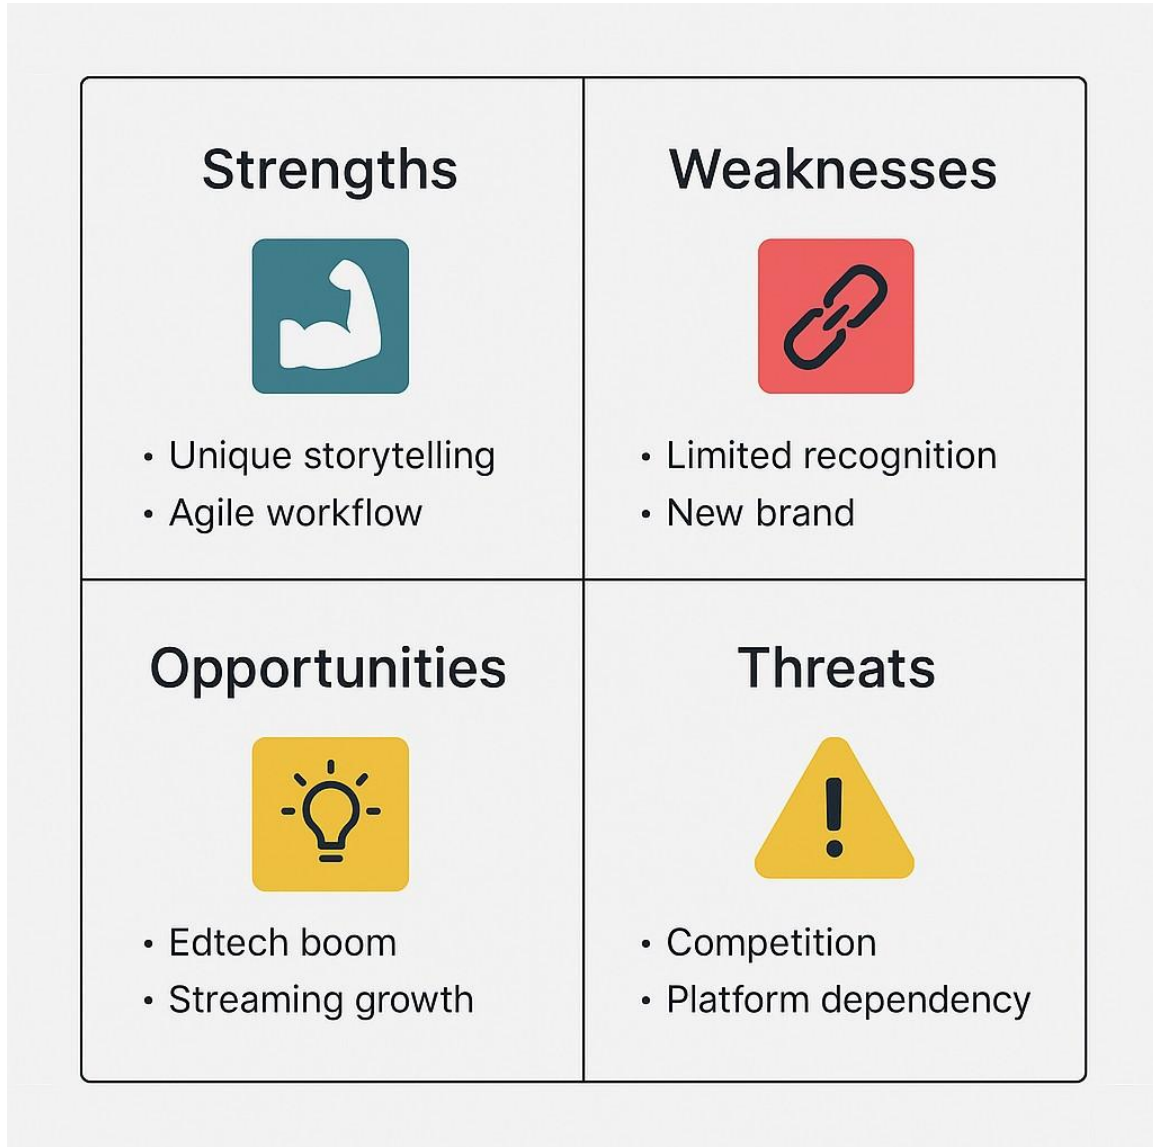 Strengths
• Unique storytelling
• Agile workflow
Weaknesses
• Limited recognition
• New brand
Opportunities
• Edtech boom
• Streaming growth
Threats
• Competition
• Platform dependency